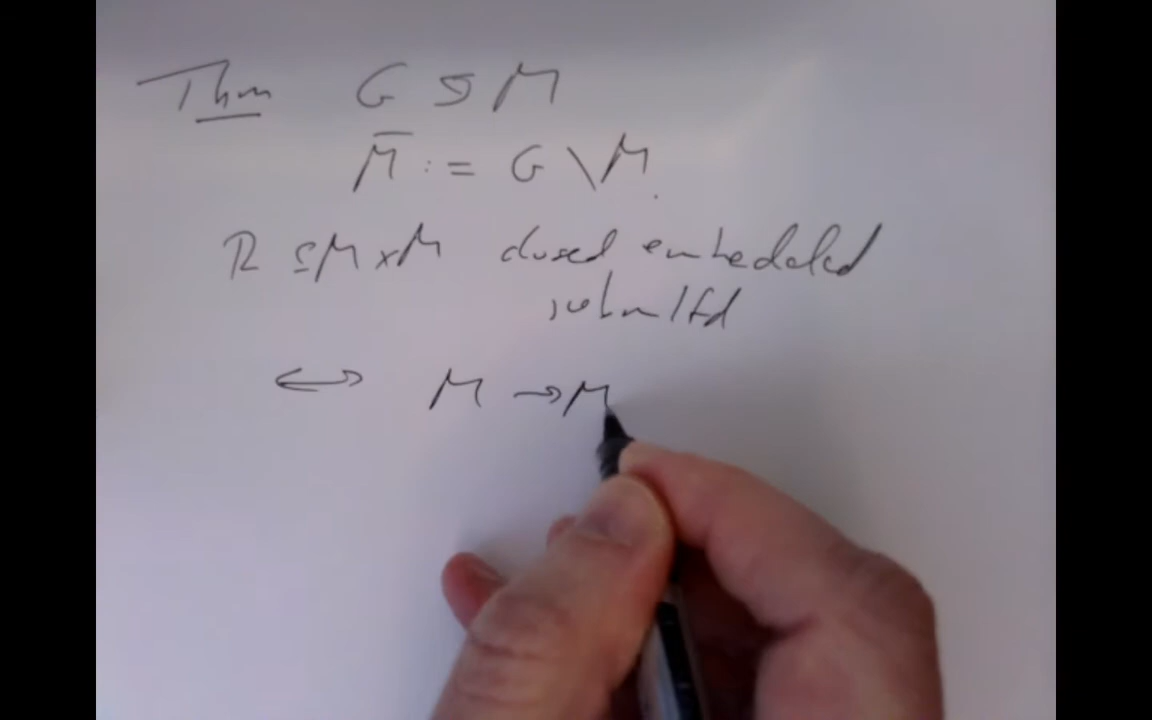 Thm G ↻ M
M̄ := G \ M.
R ⊆ M × M closed embedded
submfd
↔ M → M